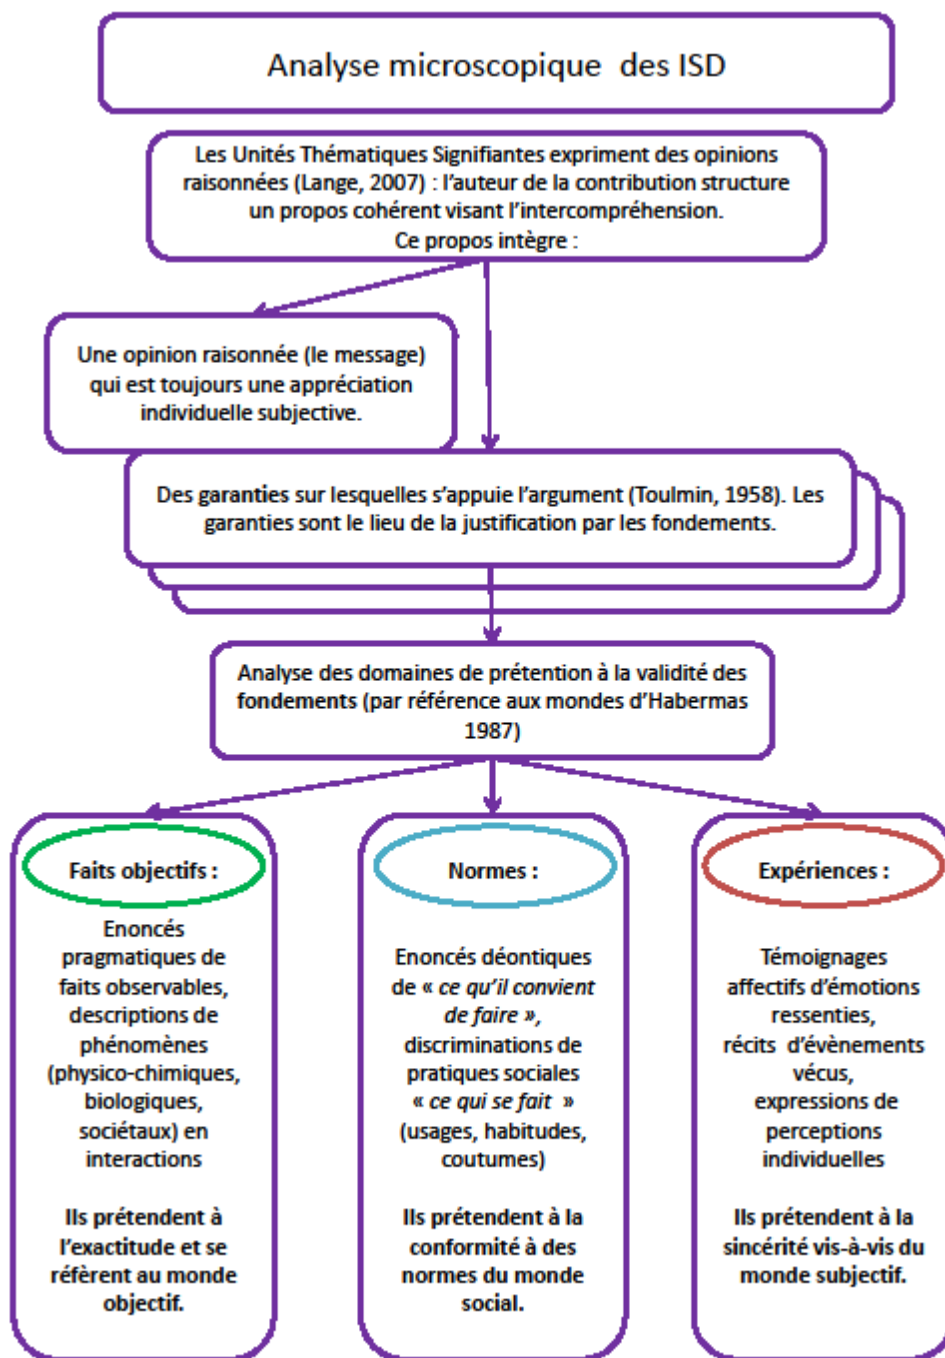 Analyse microscopique des ISD
Les Unités Thématiques Signifiantes expriment des opinions
raisonnées (Lange, 2007) : l'auteur de la contribution structure
un propos cohérent visant l'intercompréhension.
Ce propos intègre :
Une opinion raisonnée (le message)
qui est toujours une appréciation
individuelle subjective.
Des garanties sur lesquelles s'appuie l'argument (Toulmin, 1958). Les
garanties sont le lieu de la justification par les fondements.
Analyse des domaines de prétention à la validité des
fondements (par référence aux mondes d'Habermas
1987)
Faits objectifs :
Enoncés
pragmatiques de
faits observables,
descriptions de
phénomènes
(physico-chimiques,
biologiques,
sociétaux) en
interactions
Ils prétendent à
l'exactitude et se
réfèrent au monde
objectif.
Normes :
Enoncés déontiques
de « ce qu'il convient
de faire »,
discriminations de
pratiques sociales
« ce qui se fait »
(usages, habitudes,
coutumes)
Ils prétendent à la
conformité à des
normes du monde
social.
Expériences :
Témoignages
affectifs d'émotions
ressenties,
récits d'évènements
vécus,
expressions de
perceptions
individuelles
Ils prétendent à la
sincérité vis-à-vis du
monde subjectif.